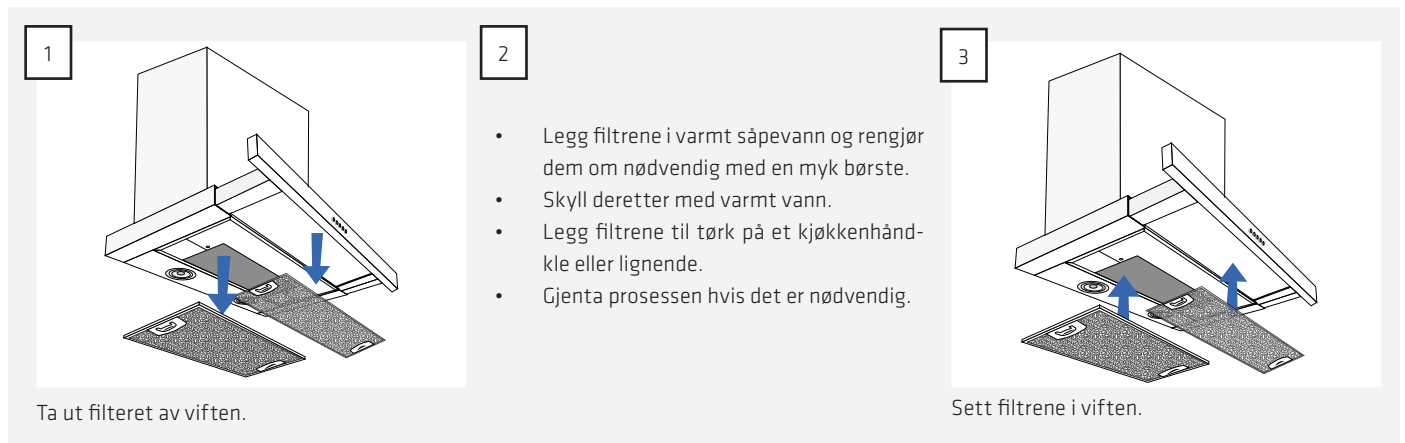 1
Ta ut filteret av viften.
2
• Legg filtrene i varmt såpevann og rengjør
dem om nødvendig med en myk børste.
• Skyll deretter med varmt vann.
• Legg filtrene til tørk på et kjøkkenhånd-
kle eller lignende.
• Gjenta prosessen hvis det er nødvendig.
3
Sett filtrene i viften.